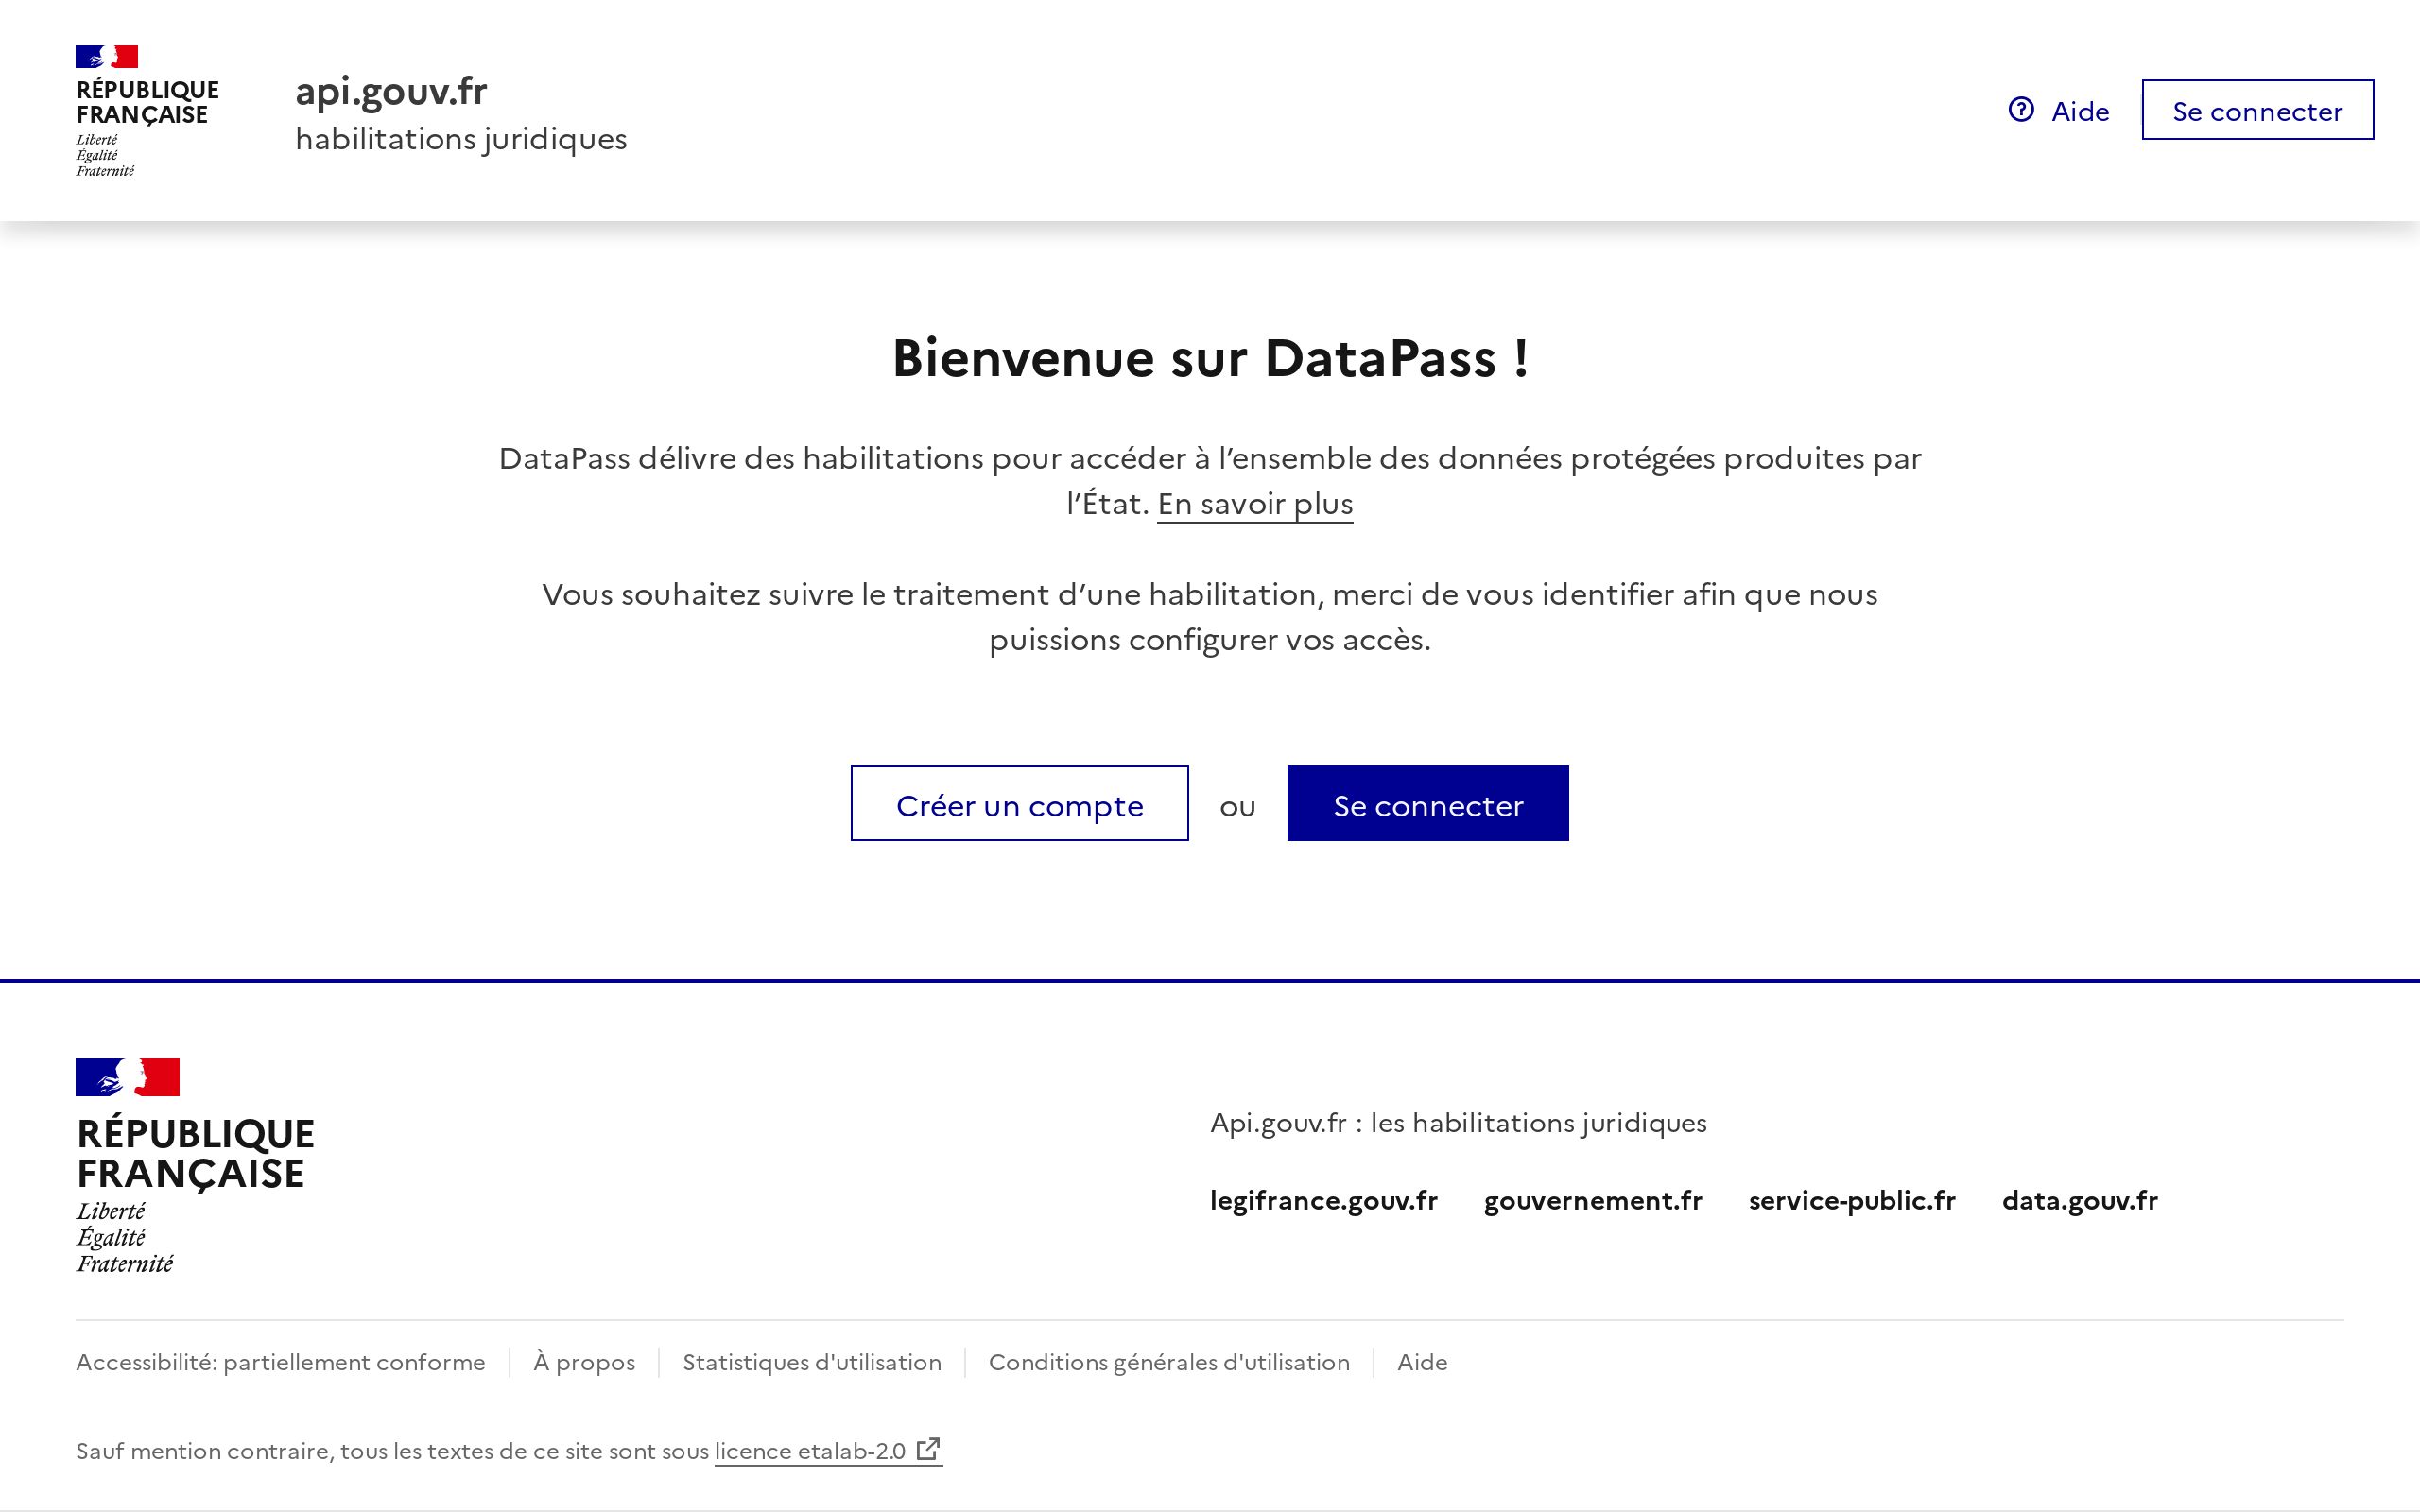 RÉPUBLIQUE
FRANÇAISE
Liberté
Égalité
Fraternité
api.gouv.fr
habilitations juridiques
Aide
Se connecter
Bienvenue sur DataPass !
DataPass délivre des habilitations pour accéder à l’ensemble des données protégées produites par
l’État. En savoir plus
Vous souhaitez suivre le traitement d’une habilitation, merci de vous identifier afin que nous
puissions configurer vos accès.
Créer un compte ou Se connecter
RÉPUBLIQUE
FRANÇAISE
Liberté
Égalité
Fraternité
Api.gouv.fr : les habilitations juridiques
legifrance.gouv.fr gouvernement.fr service-public.fr data.gouv.fr
Accessibilité: partiellement conforme À propos Statistiques d'utilisation Conditions générales d'utilisation Aide
Sauf mention contraire, tous les textes de ce site sont sous licence etalab-2.0